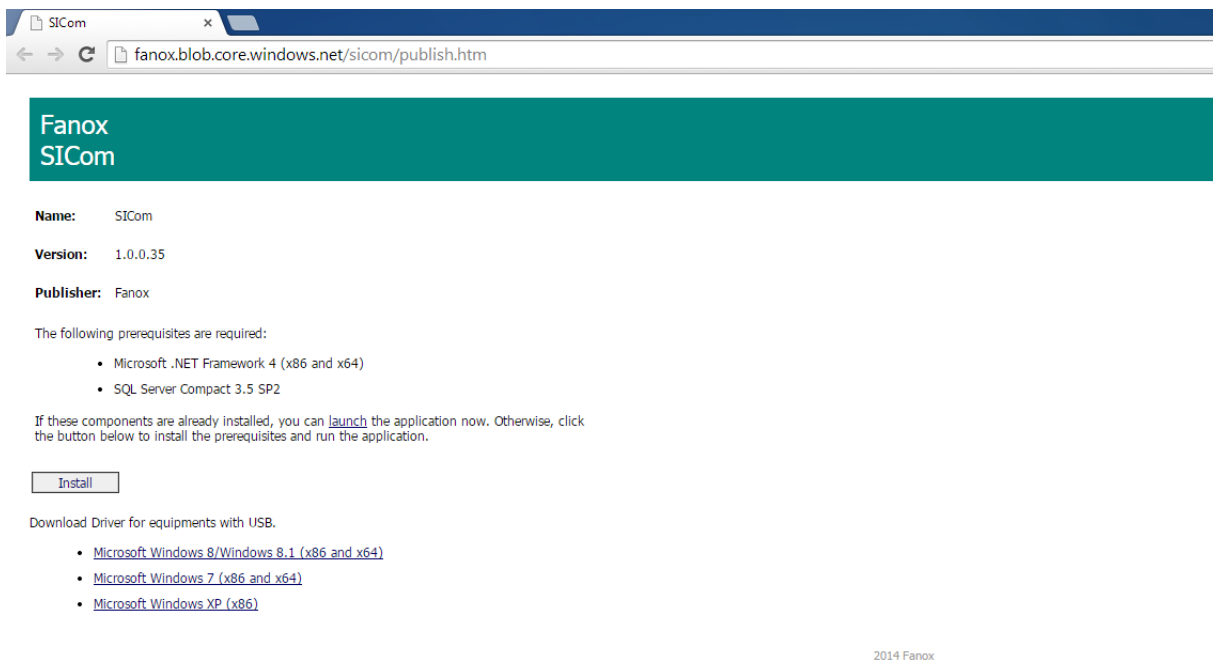 SICom
fanox.blob.core.windows.net/sicom/publish.htm
Fanox
SICom
Name: SICom
Version: 1.0.0.35
Publisher: Fanox
The following prerequisites are required:
• Microsoft .NET Framework 4 (x86 and x64)
• SQL Server Compact 3.5 SP2
If these components are already installed, you can launch the application now. Otherwise, click
the button below to install the prerequisites and run the application.
Install
Download Driver for equipments with USB.
• Microsoft Windows 8/Windows 8.1 (x86 and x64)
• Microsoft Windows 7 (x86 and x64)
• Microsoft Windows XP (x86)
2014 Fanox